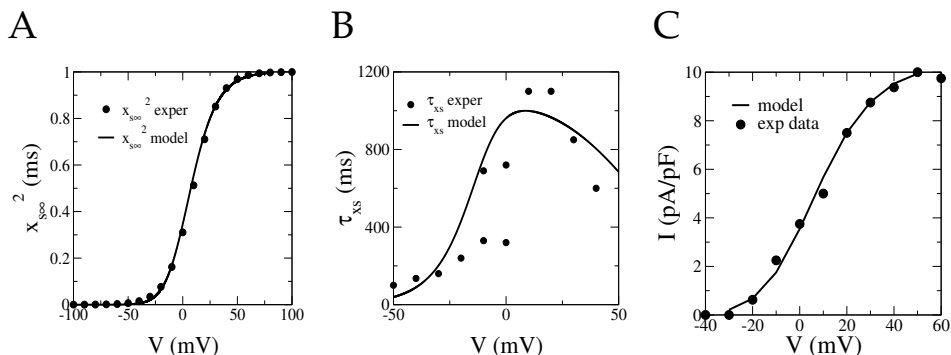 A
B
C
x_s∞^2 (ms)
1
0.8
0.6
0.4
0.2
0
x_s∞^2 exper
x_s∞^2 model
-100
-50
0
50
100
V (mV)
τ_xs (ms)
1200
800
400
0
τ_xs exper
τ_xs model
-50
0
50
V (mV)
I (pA/pF)
10
8
6
4
2
0
model
exp data
-40
-20
0
20
40
60
V (mV)